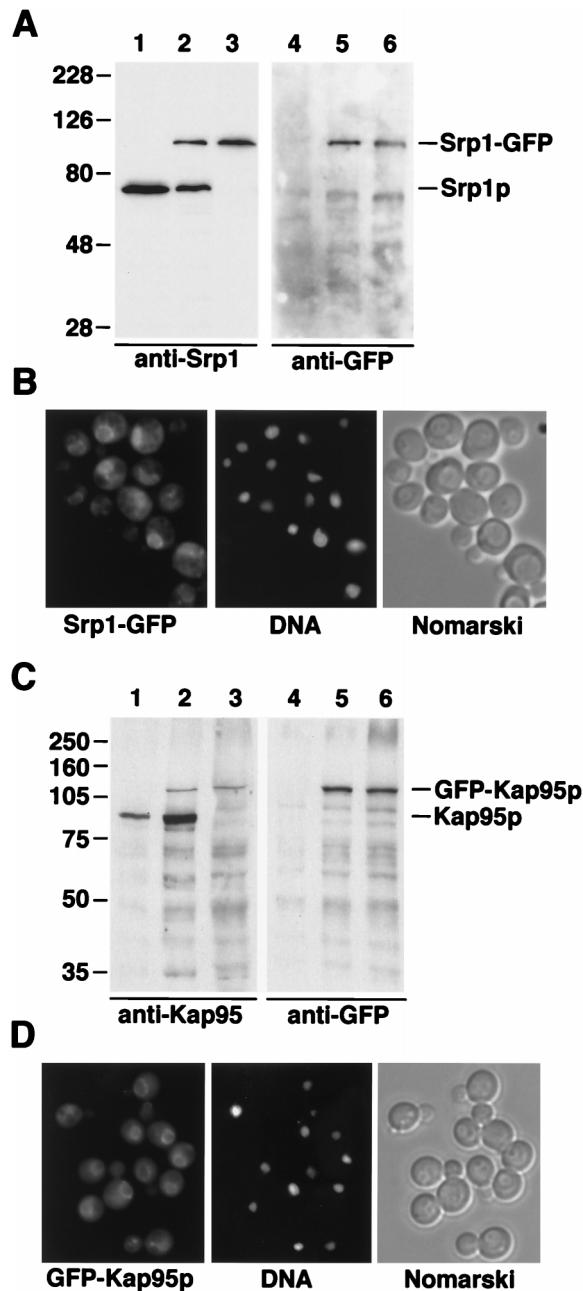 A
1 2 3 4 5 6
228
126
80
48
28
Srp1-GFP
Srp1p
anti-Srp1 anti-GFP
B
Srp1-GFP DNA Nomarski
C
1 2 3 4 5 6
250
160
105
75
50
35
GFP-Kap95p
Kap95p
anti-Kap95 anti-GFP
D
GFP-Kap95p DNA Nomarski